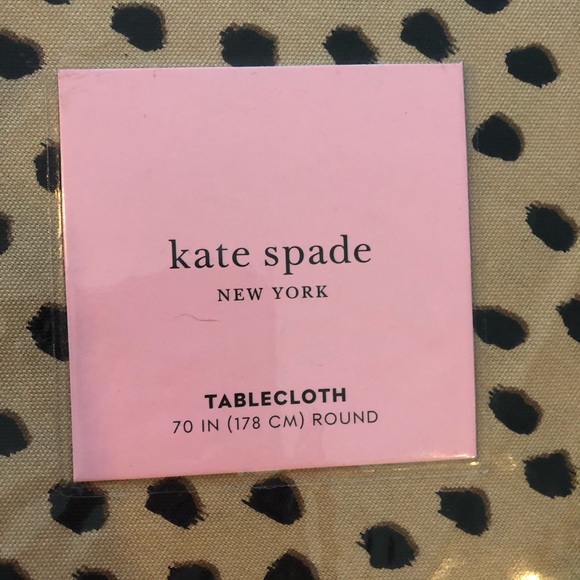 kate spade
NEW YORK
TABLECLOTH
70 IN (178 CM) ROUND